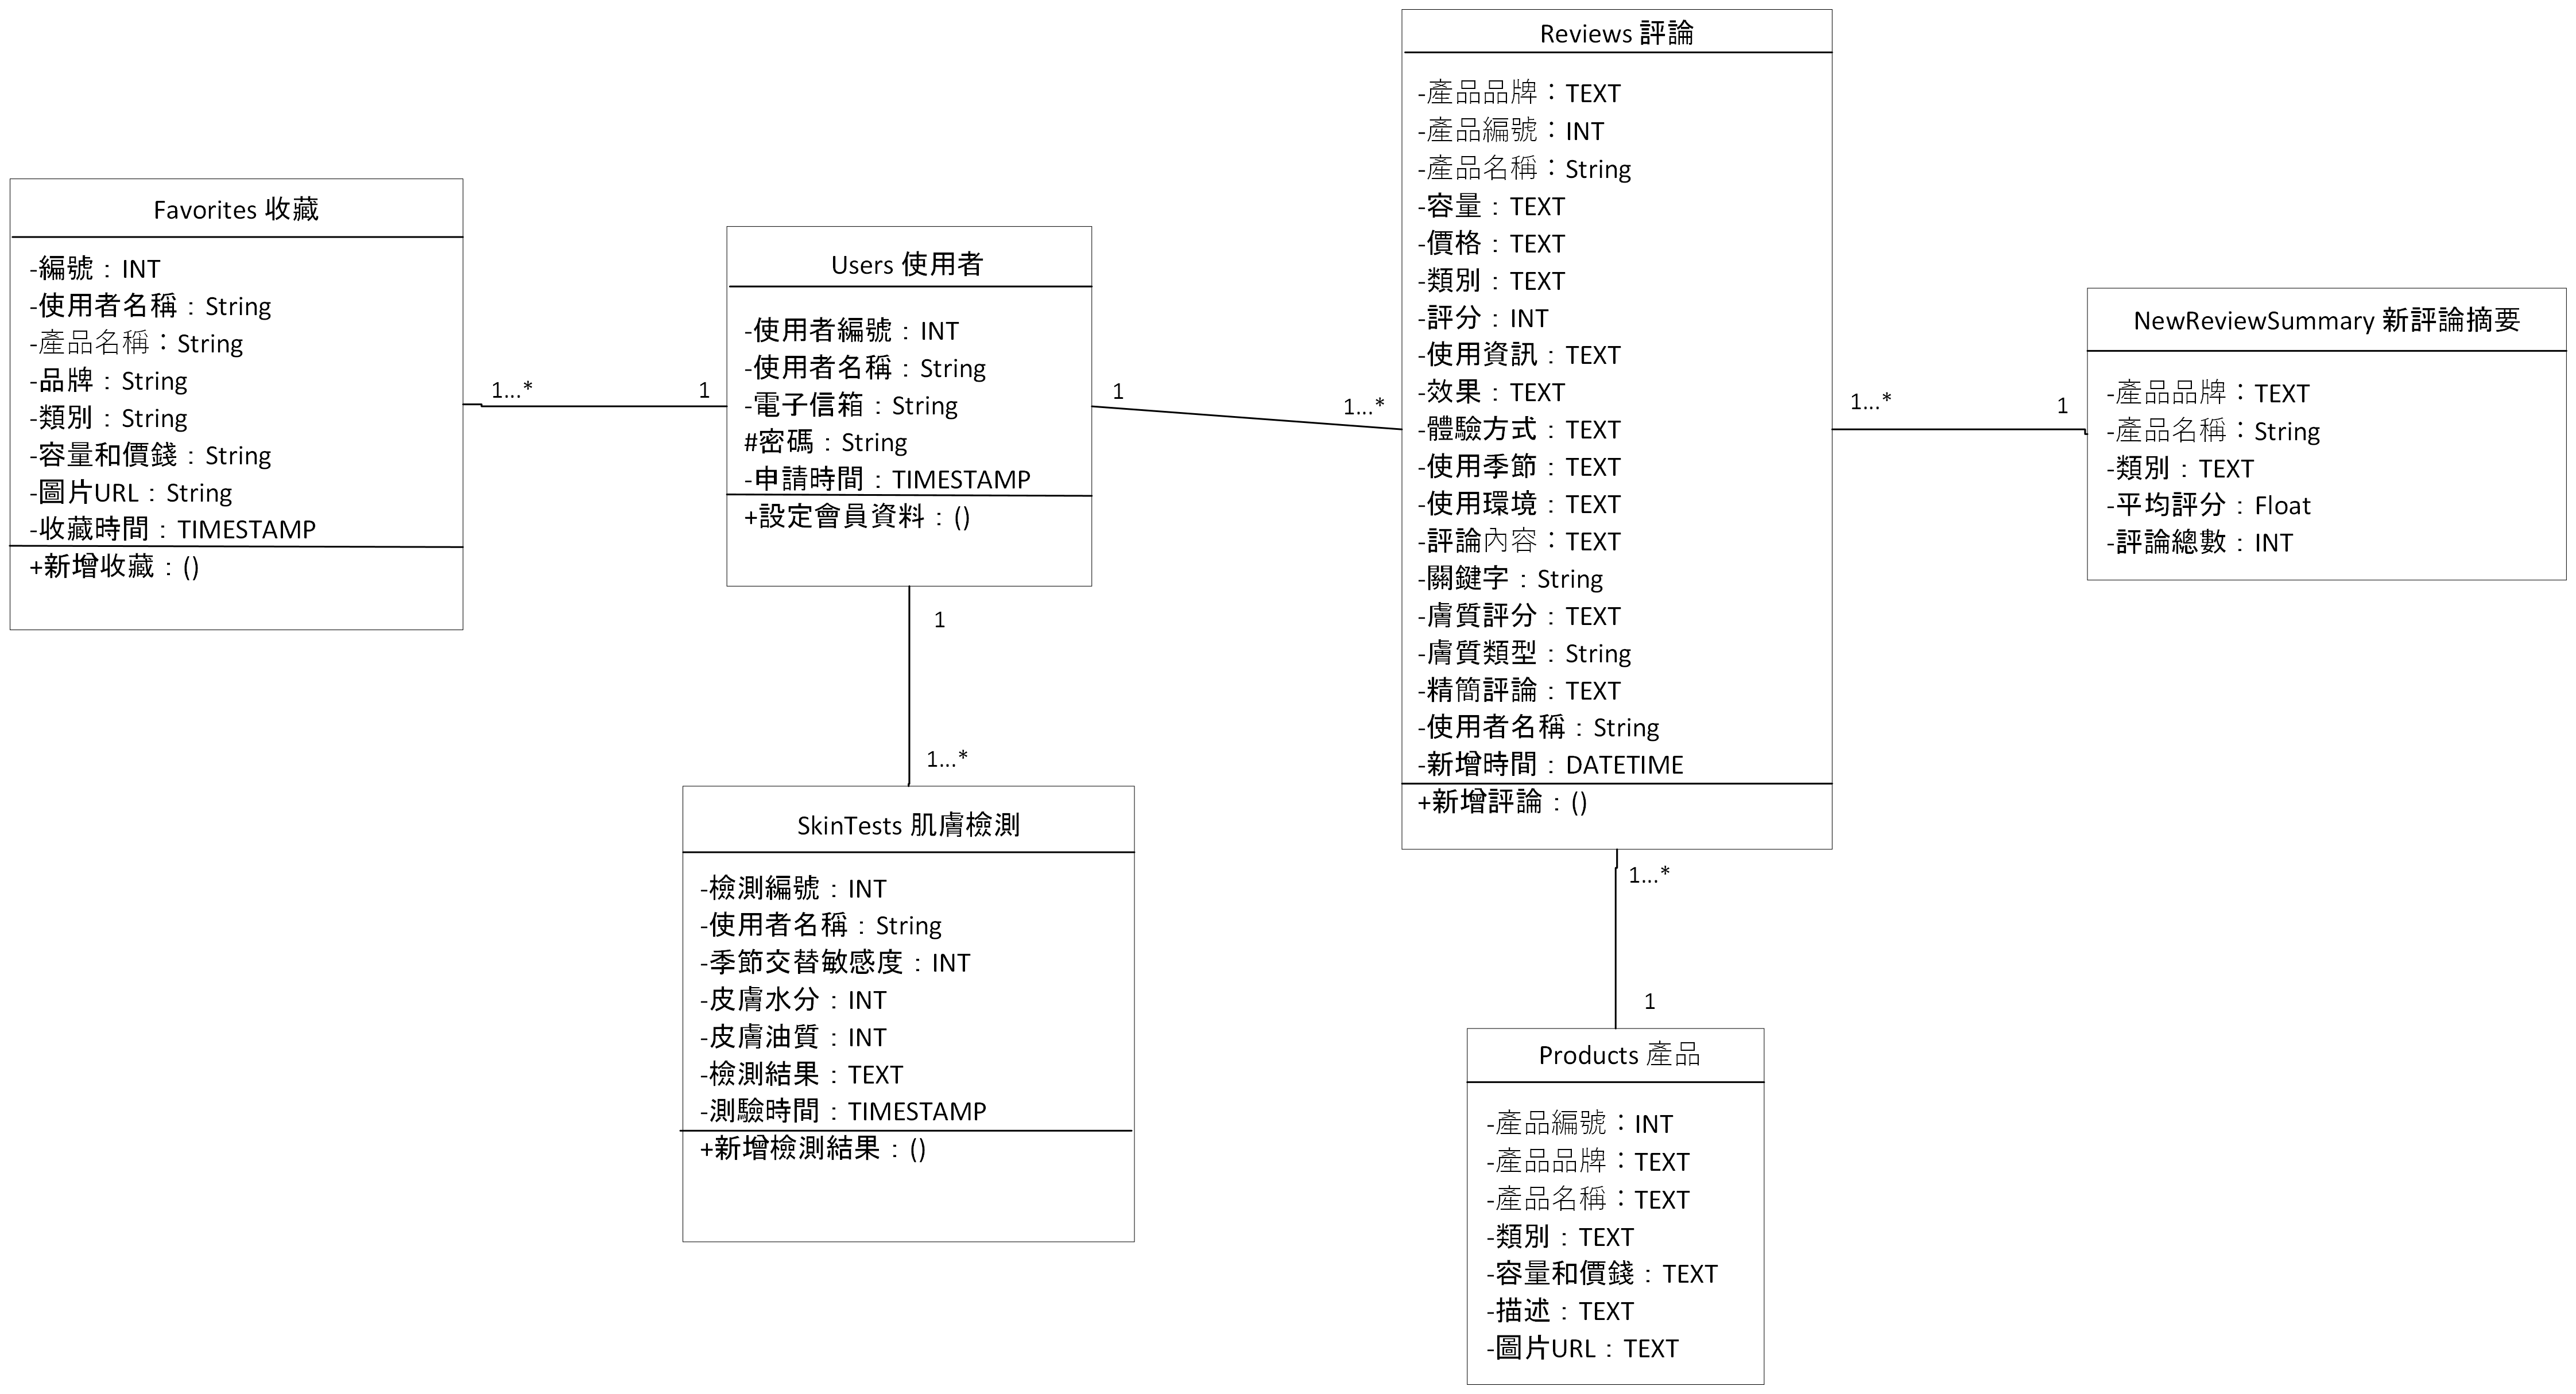 Favorites 收藏
-編號：INT
-使用者名稱：String
-產品名稱：String
-品牌：String
-類別：String
-容量和價錢：String
-圖片URL：String
-收藏時間：TIMESTAMP
+新增收藏：()
1...*
1
Users 使用者
-使用者編號：INT
-使用者名稱：String
-電子信箱：String
#密碼：String
-申請時間：TIMESTAMP
+設定會員資料：()
1
1...*
1
1...*
SkinTests 肌膚檢測
-檢測編號：INT
-使用者名稱：String
-季節交替敏感度：INT
-皮膚水分：INT
-皮膚油質：INT
-檢測結果：TEXT
-測驗時間：TIMESTAMP
+新增檢測結果：()
Reviews 評論
-產品品牌：TEXT
-產品編號：INT
-產品名稱：String
-容量：TEXT
-價格：TEXT
-類別：TEXT
-評分：INT
-使用資訊：TEXT
-效果：TEXT
-體驗方式：TEXT
-使用季節：TEXT
-使用環境：TEXT
-評論內容：TEXT
-關鍵字：String
-膚質評分：TEXT
-膚質類型：String
-精簡評論：TEXT
-使用者名稱：String
-新增時間：DATETIME
+新增評論：()
1...*
1
NewReviewSummary 新評論摘要
-產品品牌：TEXT
-產品名稱：String
-類別：TEXT
-平均評分：Float
-評論總數：INT
1...*
1
Products 產品
-產品編號：INT
-產品品牌：TEXT
-產品名稱：TEXT
-類別：TEXT
-容量和價錢：TEXT
-描述：TEXT
-圖片URL：TEXT